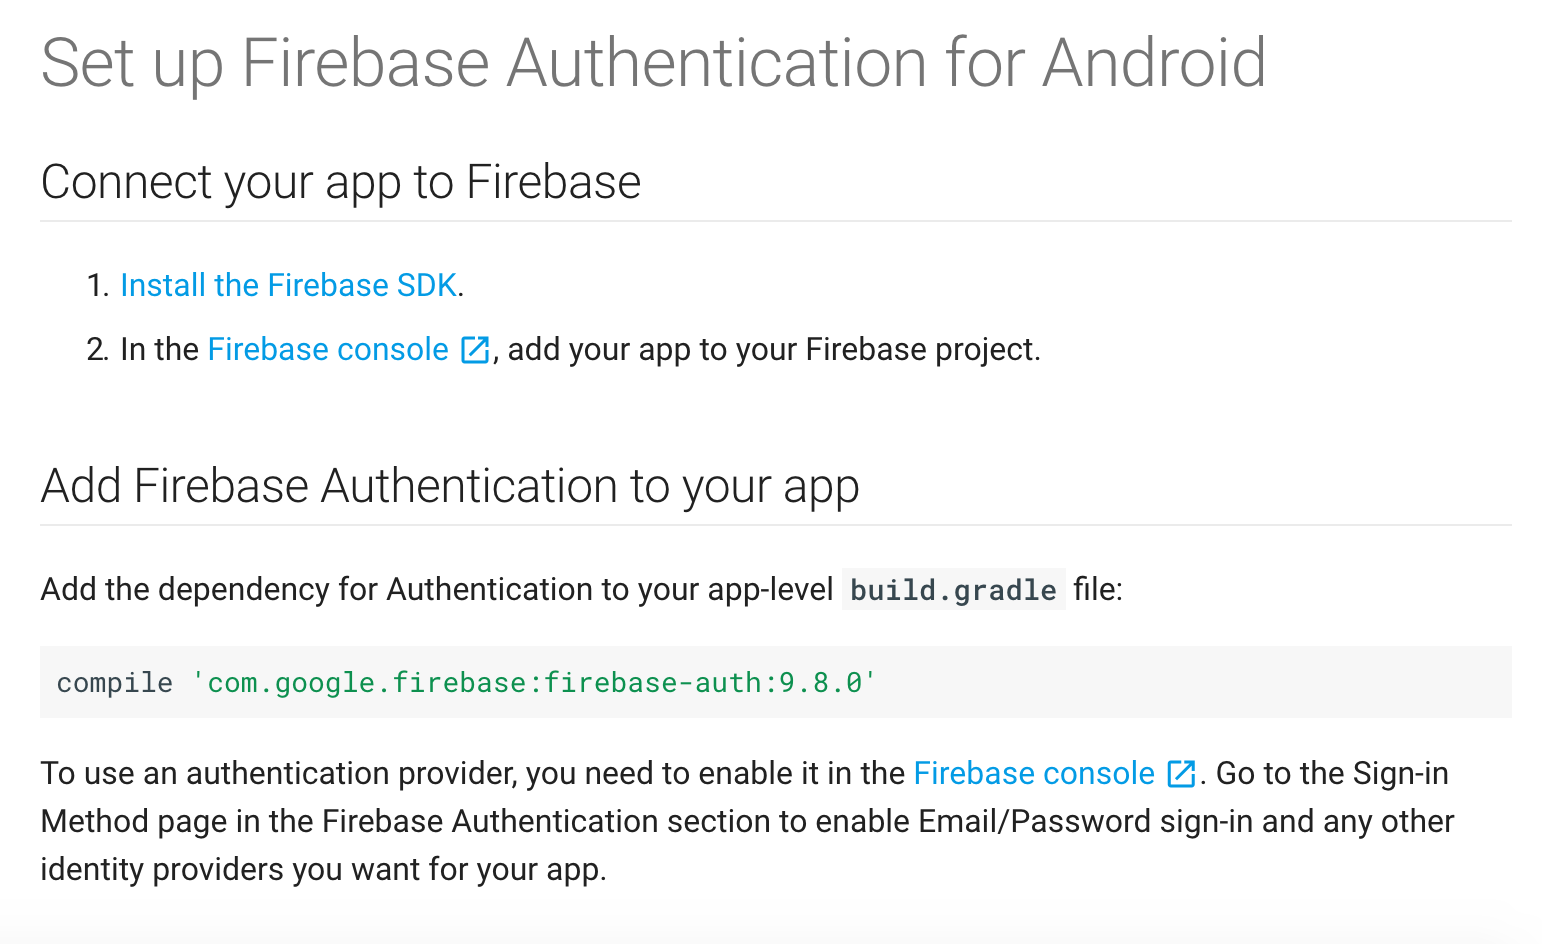 Set up Firebase Authentication for Android
Connect your app to Firebase
1. Install the Firebase SDK.
2. In the Firebase console, add your app to your Firebase project.
Add Firebase Authentication to your app
Add the dependency for Authentication to your app-level build.gradle file:
compile 'com.google.firebase:firebase-auth:9.8.0'
To use an authentication provider, you need to enable it in the Firebase console. Go to the Sign-in
Method page in the Firebase Authentication section to enable Email/Password sign-in and any other
identity providers you want for your app.